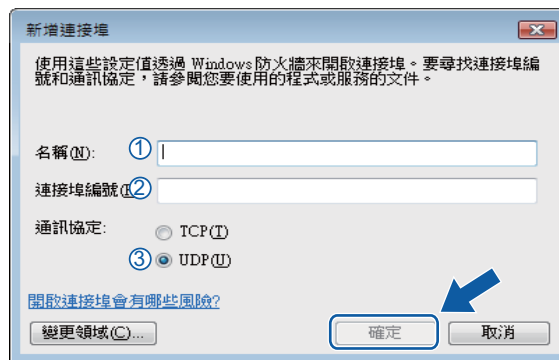 新增連接埠
使用這些設定值透過 Windows 防火牆來開啟連接埠。要尋找連接埠編
號和通訊協定，請參閱您要使用的程式或服務的文件。
名稱(N): ①
連接埠編號( ②
通訊協定: TCP(T)
③ UDP(U)
開啟連接埠會有哪些風險?
變更領域(C)... 確定 取消